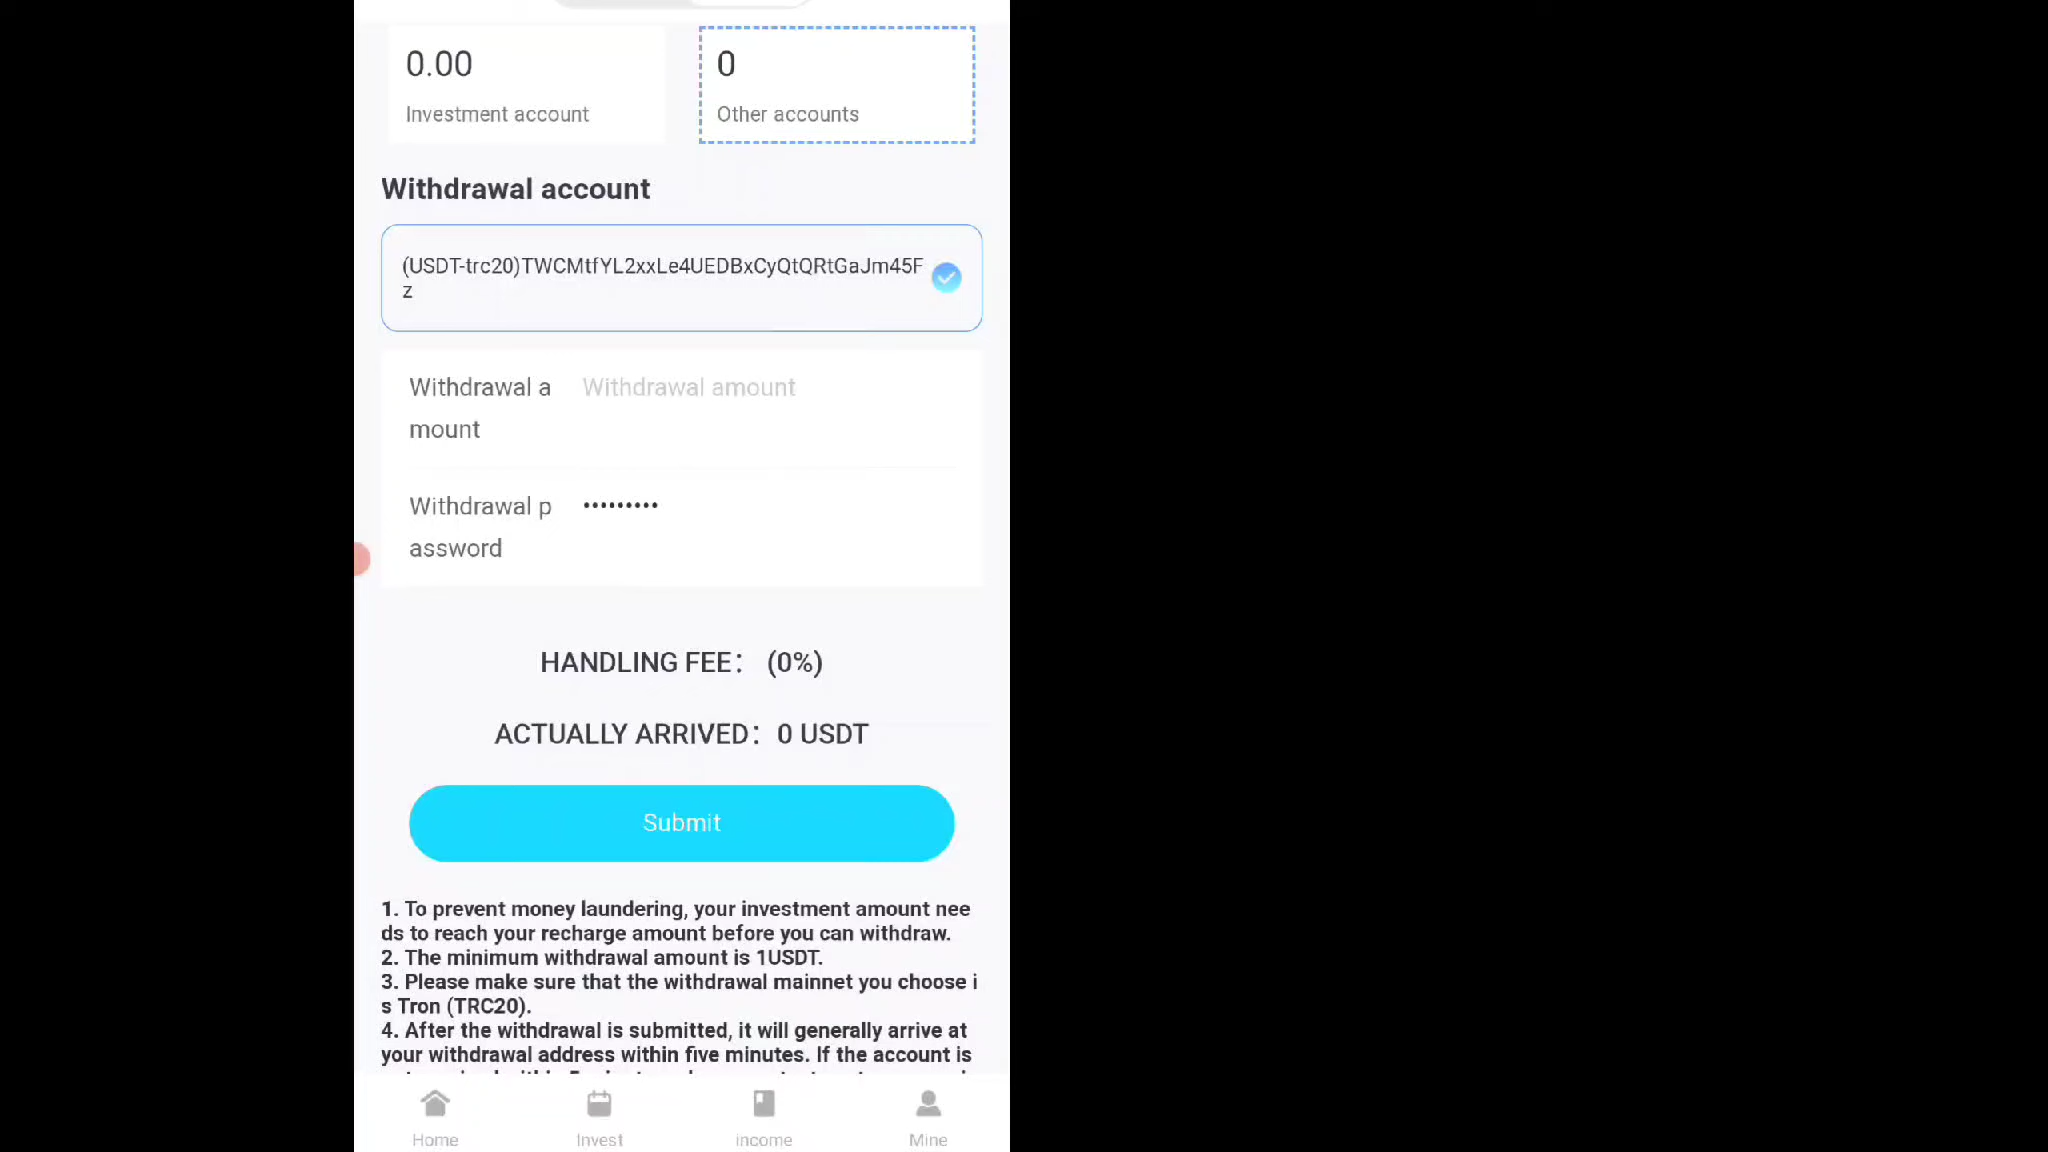 0.00
0
Investment account
Other accounts
Withdrawal account
(USDT-trc20)TWCMtfYL2xxLe4UEDBxCyQtQRtGaJm45F
z
Withdrawal a
mount
Withdrawal amount
Withdrawal p
assword
•••••••••
HANDLING FEE： (0%)
ACTUALLY ARRIVED：0 USDT
Submit
1. To prevent money laundering, your investment amount nee
ds to reach your recharge amount before you can withdraw.
2. The minimum withdrawal amount is 1USDT.
3. Please make sure that the withdrawal mainnet you choose i
s Tron (TRC20).
4. After the withdrawal is submitted, it will generally arrive at
your withdrawal address within five minutes. If the account is
Home
Invest
income
Mine